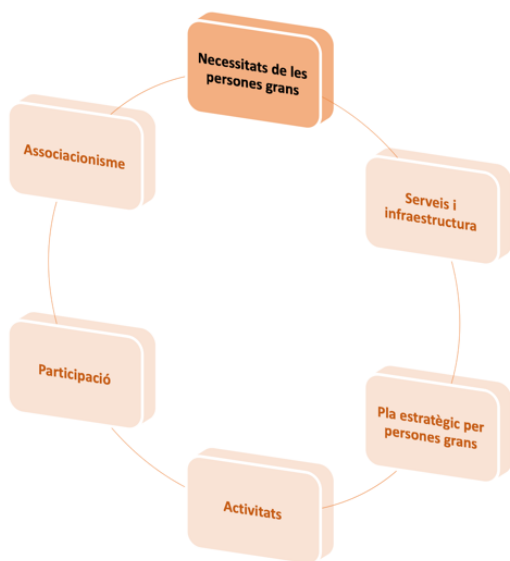 Necessitats de les
persones grans
Associacionisme
Serveis i
infraestructura
Participació
Pla estratègic per
persones grans
Activitats